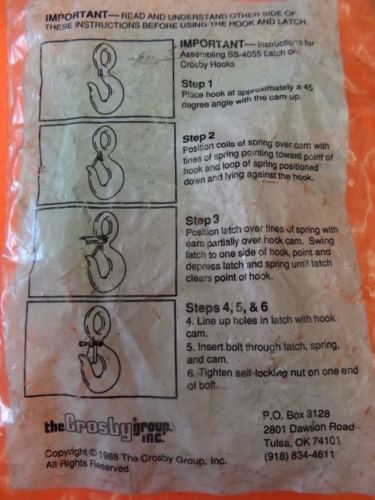 IMPORTANT— READ AND UNDERSTAND OTHER SIDE OF
THESE INSTRUCTIONS BEFORE USING THE HOOK AND LATCH.
IMPORTANT—Instructions for
Assembling SS-4055 Latch on
Crosby Hooks
Step 1
Place hook at approximately a 45
degree angle with the cam up.
Step 2
Position coils of spring over cam with
tines of spring pointing toward point of
hook and loop of spring positioned
down and lying against the hook.
Step 3
Position latch over tines of spring with
ears partially over hook cam. Swing
latch to one side of hook, point and
depress latch and spring until latch
clears point of hook.
Steps 4, 5, & 6
4. Line up holes in latch with hook
cam.
5. Insert bolt through latch, spring,
and cam.
6. Tighten self-locking nut on one end
of bolt.
the Crosby group, inc.
Copyright © 1988 The Crosby Group, Inc.
All Rights Reserved
P.O. Box 3128
2801 Dawson Road
Tulsa, OK 74101
(918) 834-4611